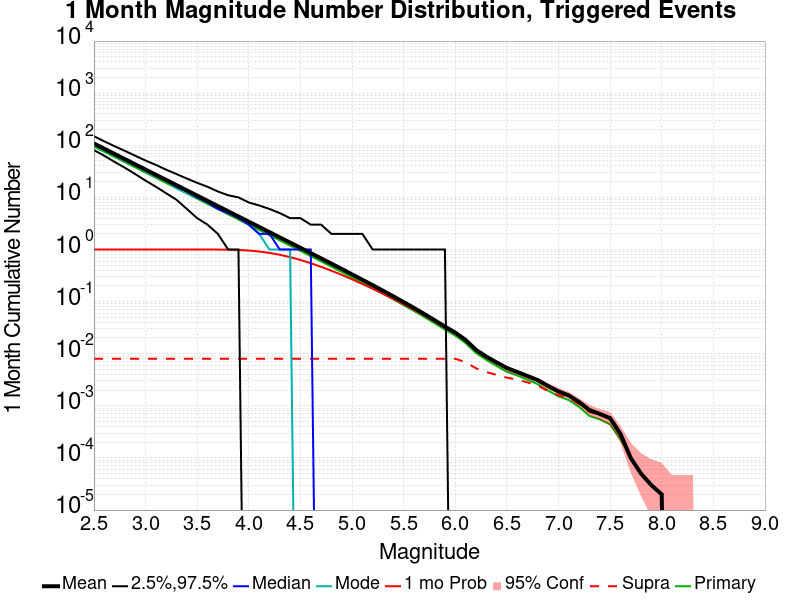 1 Month Magnitude Number Distribution, Triggered Events
1 Month Cumulative Number
10^4
10^3
10^2
10^1
10^0
10^-1
10^-2
10^-3
10^-4
10^-5
2.5 3.0 3.5 4.0 4.5 5.0 5.5 6.0 6.5 7.0 7.5 8.0 8.5 9.0
Magnitude
Mean 2.5%,97.5% Median Mode 1 mo Prob 95% Conf Supra Primary